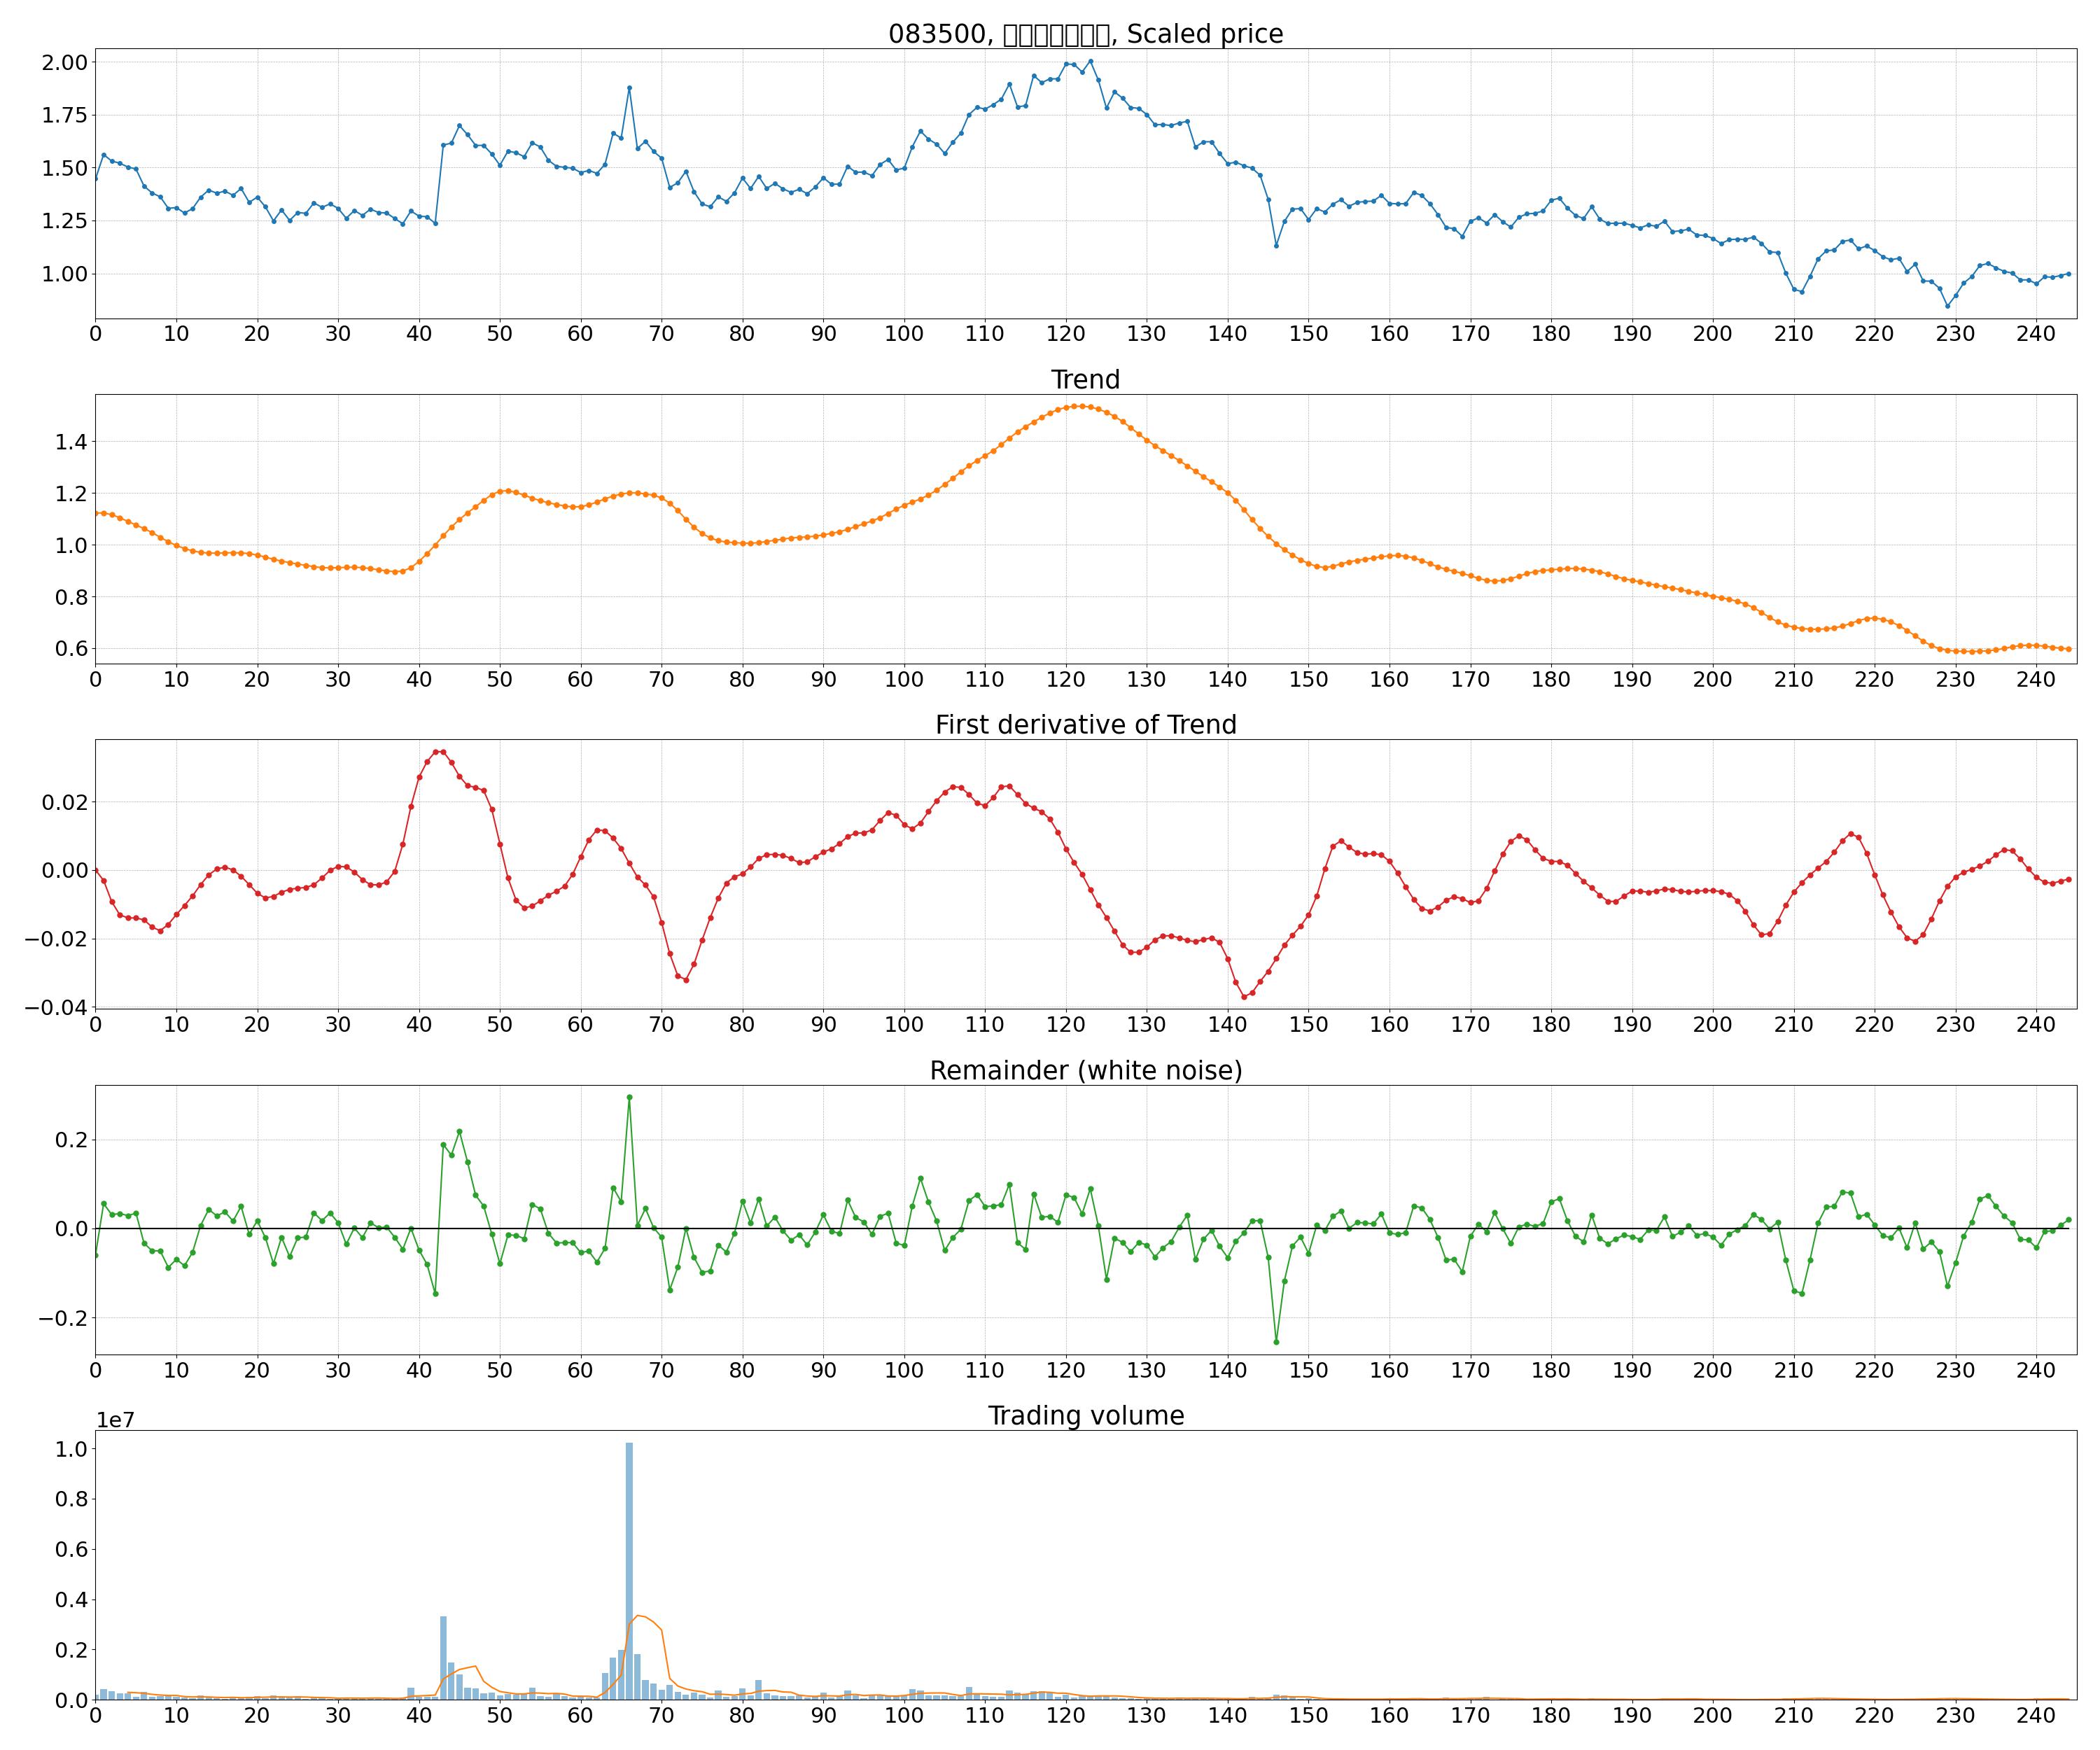 083500, , Scaled price
2.00
1.75
1.50
1.25
1.00
0 10 20 30 40 50 60 70 80 90 100 110 120 130 140 150 160 170 180 190 200 210 220 230 240
Trend
1.4
1.2
1.0
0.8
0.6
0 10 20 30 40 50 60 70 80 90 100 110 120 130 140 150 160 170 180 190 200 210 220 230 240
First derivative of Trend
0.02
0.00
−0.02
−0.04
0 10 20 30 40 50 60 70 80 90 100 110 120 130 140 150 160 170 180 190 200 210 220 230 240
Remainder (white noise)
0.2
0.0
−0.2
0 10 20 30 40 50 60 70 80 90 100 110 120 130 140 150 160 170 180 190 200 210 220 230 240
Trading volume
1e7
1.0
0.8
0.6
0.4
0.2
0.0
0 10 20 30 40 50 60 70 80 90 100 110 120 130 140 150 160 170 180 190 200 210 220 230 240